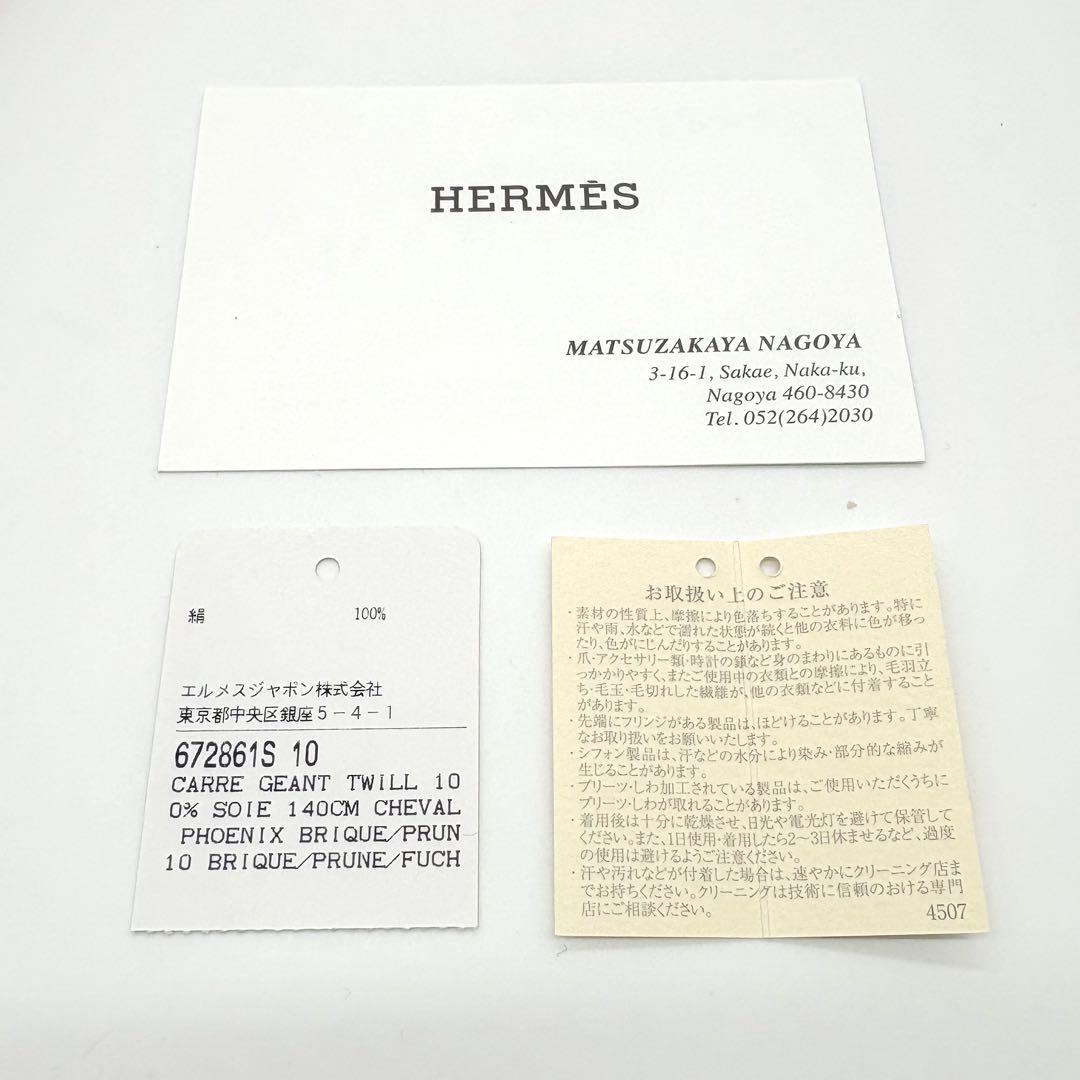 HERMÈS
MATSUZAKAYA NAGOYA
3-16-1, Sakae, Naka-ku,
Nagoya 460-8430
Tel. 052(264)2030
絹 100%
エルメスジャポン株式会社
東京都中央区銀座5-4-1
672861S 10
CARRE GEANT TWILL 10
0% SOIE 140CM CHEVAL
PHOENIX BRIQUE/PRUN
10 BRIQUE/PRUNE/FUCH
お取扱い上のご注意
・素材の性質上、摩擦により色落ちすることがあります。特に
汗や雨、水などで濡れた状態が続くと他の衣料に色が移っ
たり、色がにじんだりすることがあります。
・爪・アクセサリー類・時計の鎖など身のまわりにあるものに引
っかかりやすく、またご使用中の衣類との摩擦により、毛羽立
ち・毛玉・毛切れした繊維が、他の衣類などに付着すること
があります。
・先端にフリンジがある製品は、ほどけることがあります。丁寧
なお取り扱いをお願いいたします。
・シフォン製品は、汗などの水分により染み・部分的な縮みが
生じることがあります。
・プリーツ・しわ加工されている製品は、ご使用いただくうちに
プリーツ・しわが取れることがあります。
・着用後は十分に乾燥させ、日光や電光灯を避けて保管して
ください。また、1日使用・着用したら2〜3日休ませるなど、過度
の使用は避けるようご注意ください。
・汗や汚れなどが付着した場合は、速やかにクリーニング店ま
でお持ちください。クリーニングは技術に信頼のおける専門
店にご相談ください。
4507